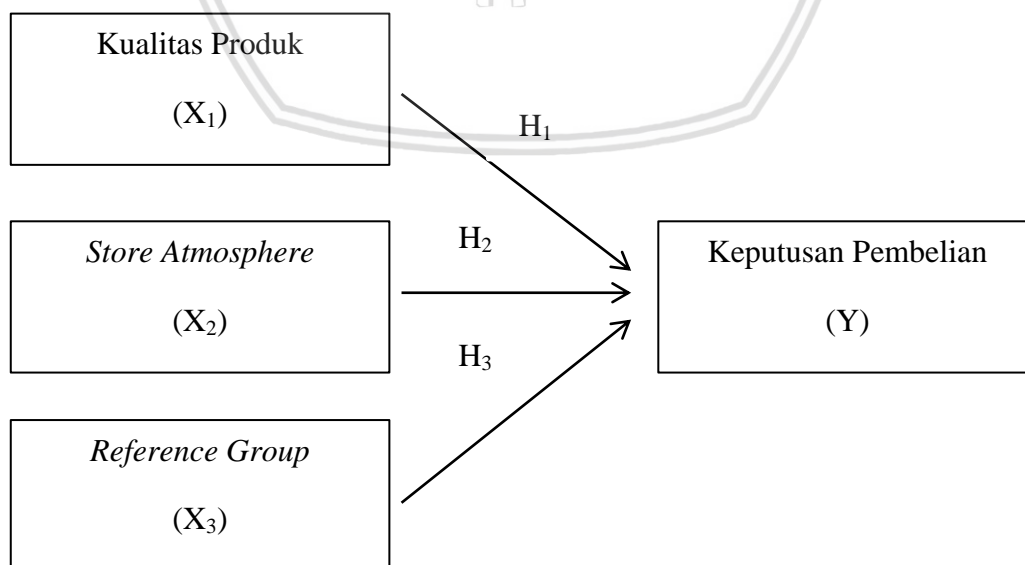 Kualitas Produk
(X₁)
H₁
Store Atmosphere
(X₂)
H₂
Keputusan Pembelian
(Y)
H₃
Reference Group
(X₃)